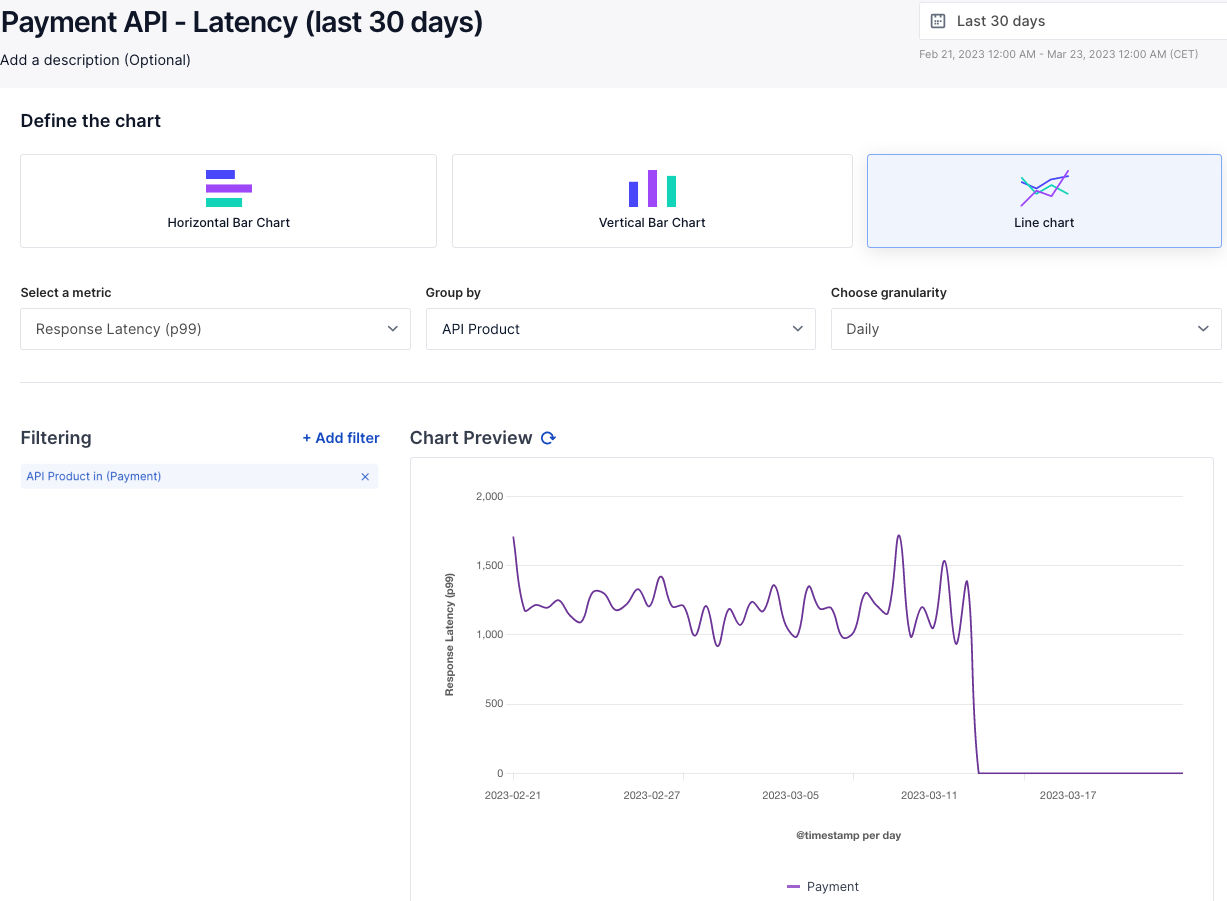 Payment API - Latency (last 30 days)
Last 30 days
Add a description (Optional)
Feb 21, 2023 12:00 AM - Mar 23, 2023 12:00 AM (CET)
Define the chart
Horizontal Bar Chart
Vertical Bar Chart
Line chart
Select a metric
Group by
Choose granularity
Response Latency (p99)
API Product
Daily
Filtering
+ Add filter
Chart Preview
API Product in (Payment)
2,000
1,500
1,000
500
0
Response Latency (p99)
2023-02-21
2023-02-27
2023-03-05
2023-03-11
2023-03-17
@timestamp per day
Payment